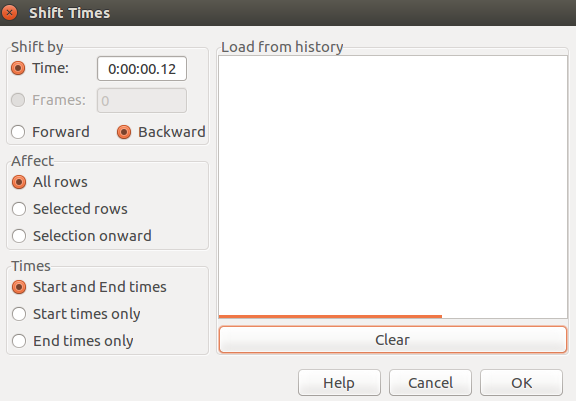 Shift Times
Shift by
Time: 0:00:00.12
Frames: 0
Forward Backward
Affect
All rows
Selected rows
Selection onward
Times
Start and End times
Start times only
End times only
Load from history
Clear
Help Cancel OK